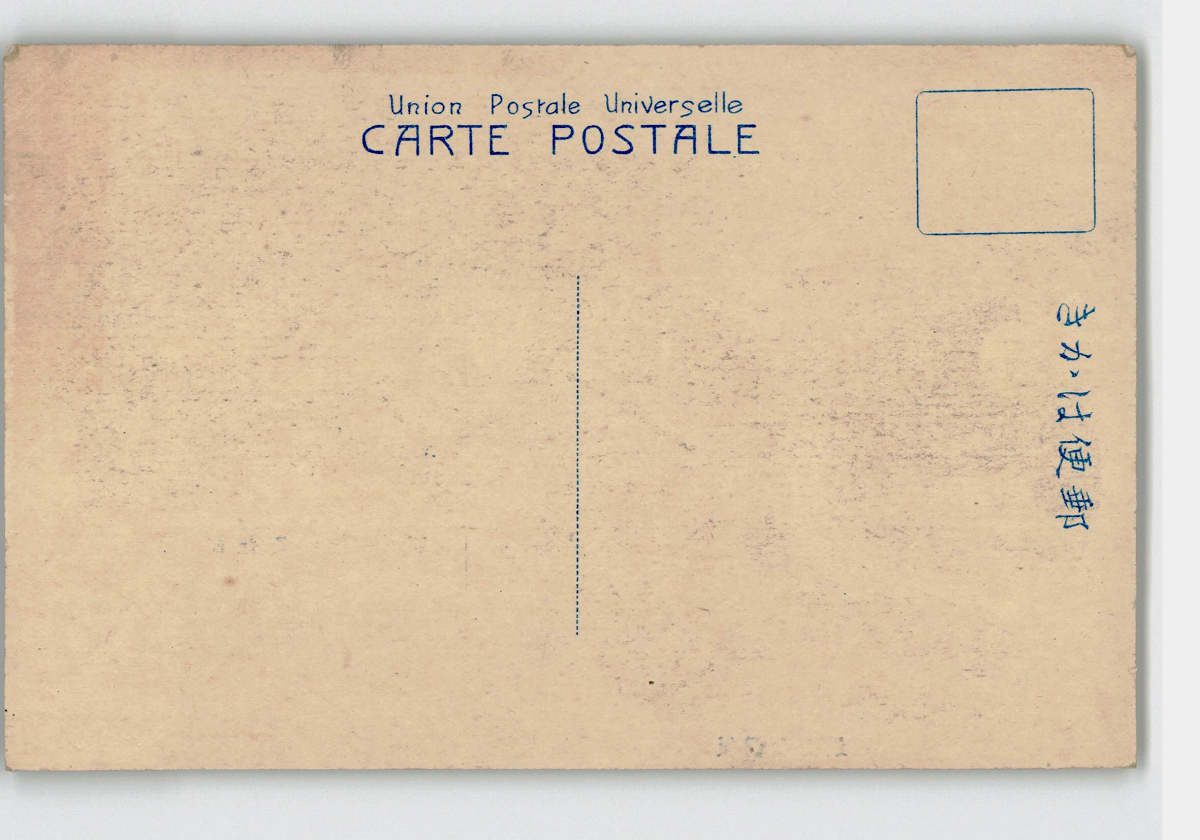 Union Postale Universelle
CARTE POSTALE
郵便はがき